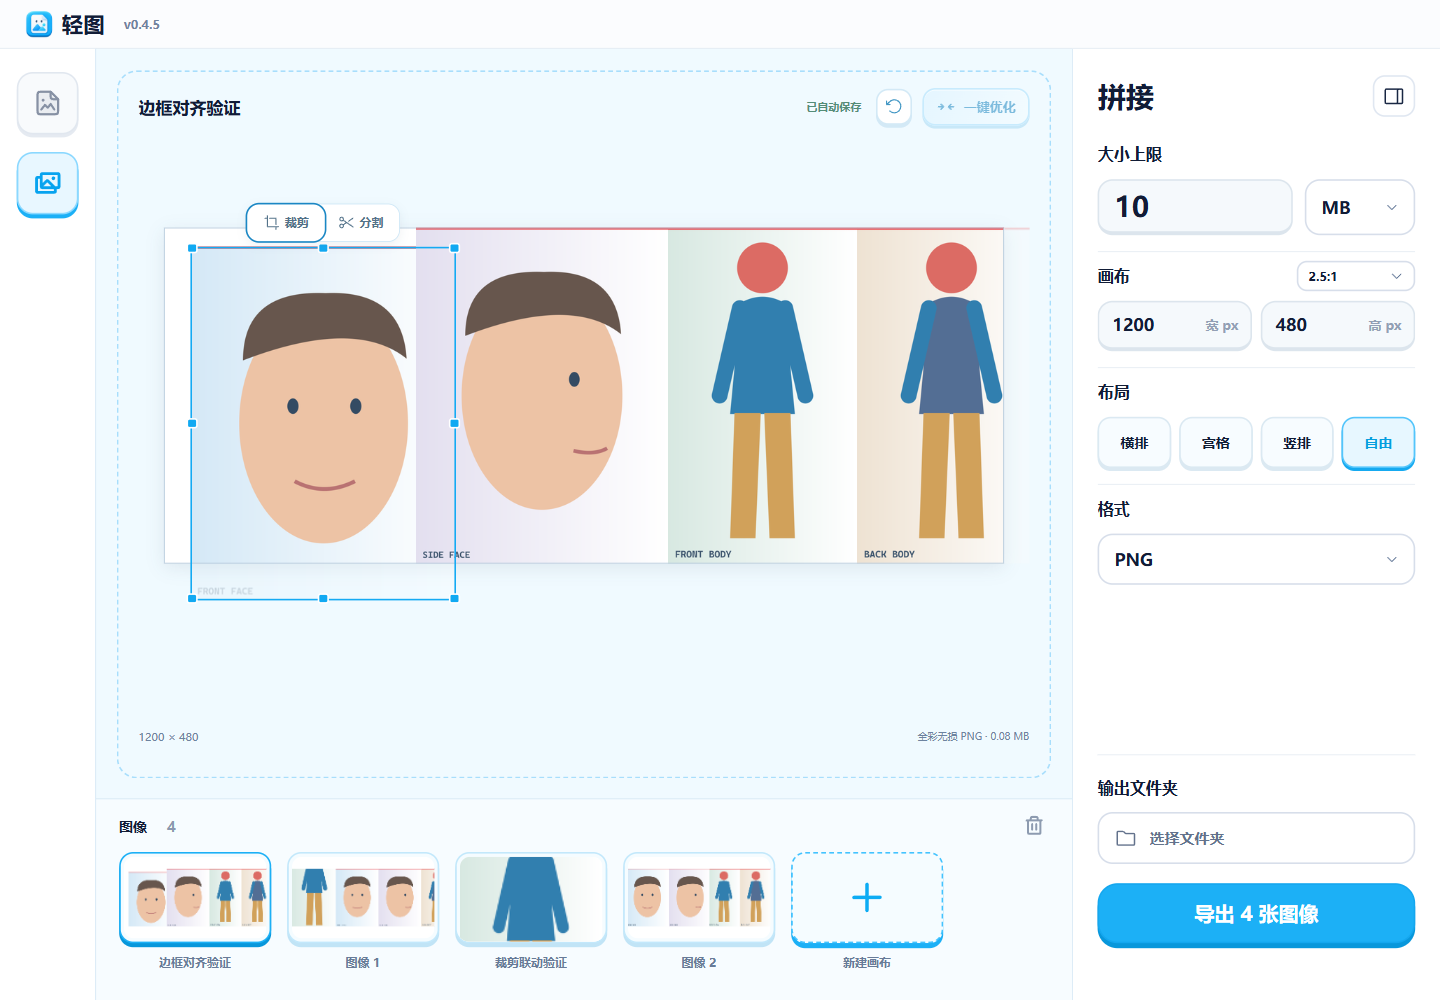 轻图 v0.4.5
边框对齐验证
已自动保存
一键优化
裁剪
分割
SIDE FACE
FRONT BODY
BACK BODY
FRONT FACE
1200 × 480
全彩无损 PNG · 0.08 MB
图像 4
边框对齐验证
图像 1
裁剪联动验证
图像 2
新建画布
拼接
大小上限
10
MB
画布
2.5:1
1200 宽 px
480 高 px
布局
横排
宫格
竖排
自由
格式
PNG
输出文件夹
选择文件夹
导出 4 张图像